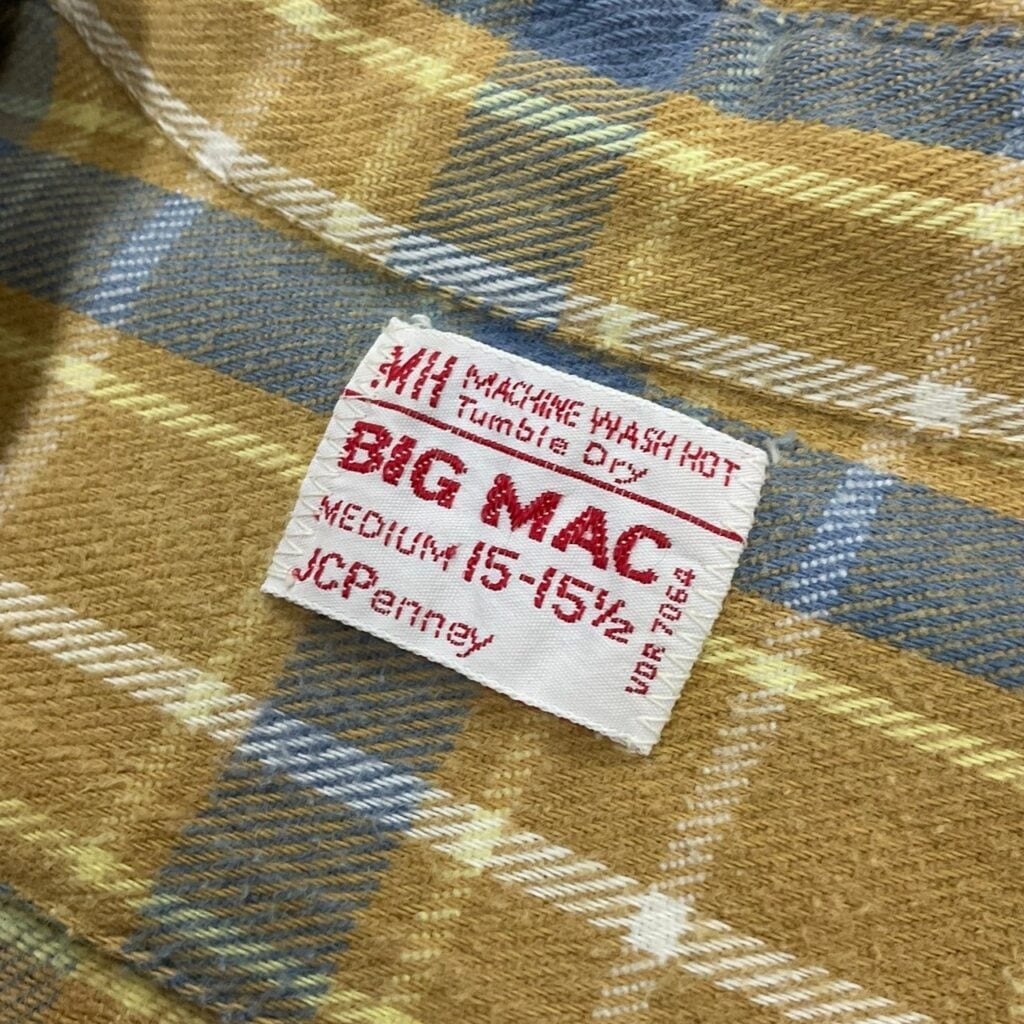 MH MACHINE WASH HOT
Tumble Dry
BIG MAC
MEDIUM 15-15½
JCPenney
VDR 7064